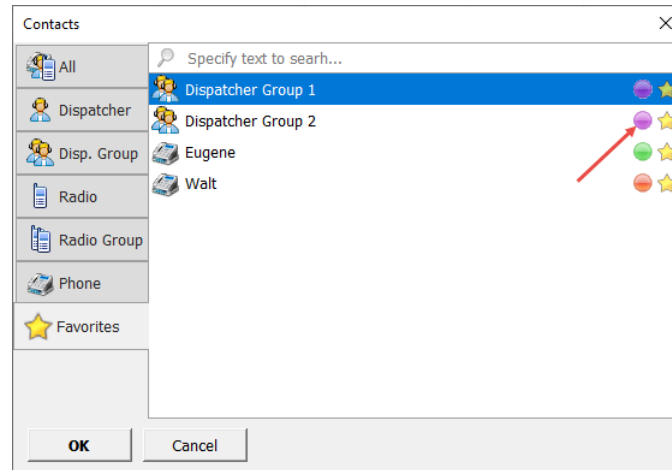 Contacts
All
Dispatcher
Disp. Group
Radio
Radio Group
Phone
Favorites
Specify text to searh...
Dispatcher Group 1
Dispatcher Group 2
Eugene
Walt
OK
Cancel